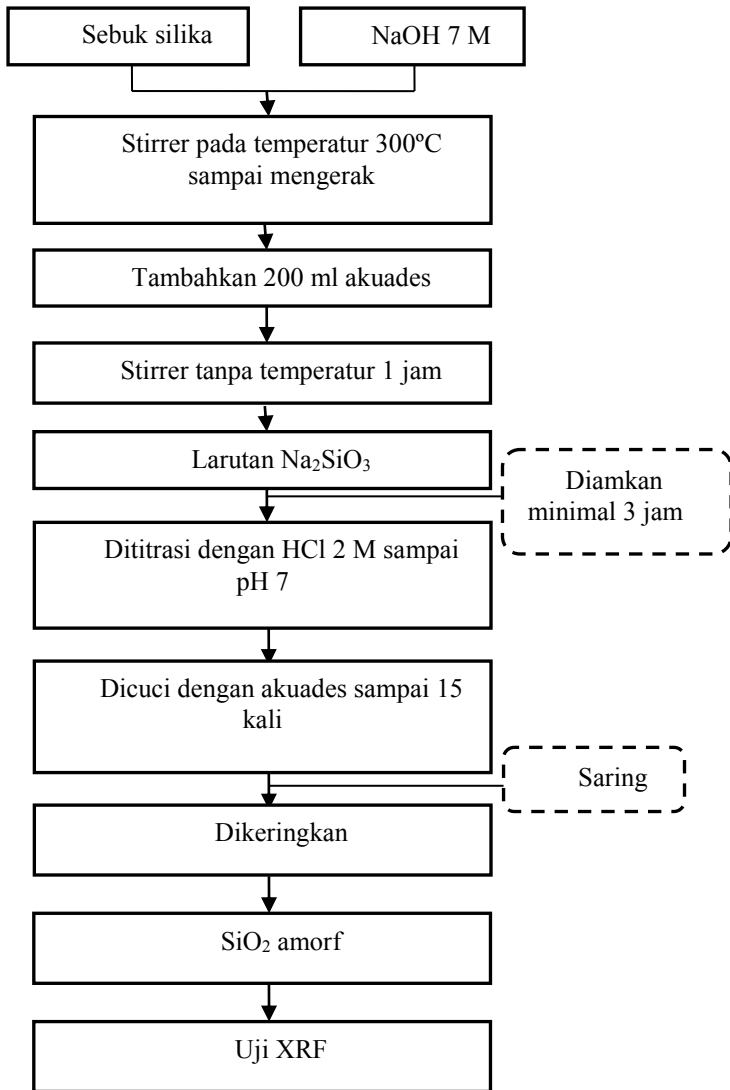 Sebuk silika
NaOH 7 M
Stirrer pada temperatur 300ºC
sampai mengerak
Tambahkan 200 ml akuades
Stirrer tanpa temperatur 1 jam
Larutan Na₂SiO₃
Diamkan
minimal 3 jam
Dititrasi dengan HCl 2 M sampai
pH 7
Dicuci dengan akuades sampai 15
kali
Saring
Dikeringkan
SiO₂ amorf
Uji XRF